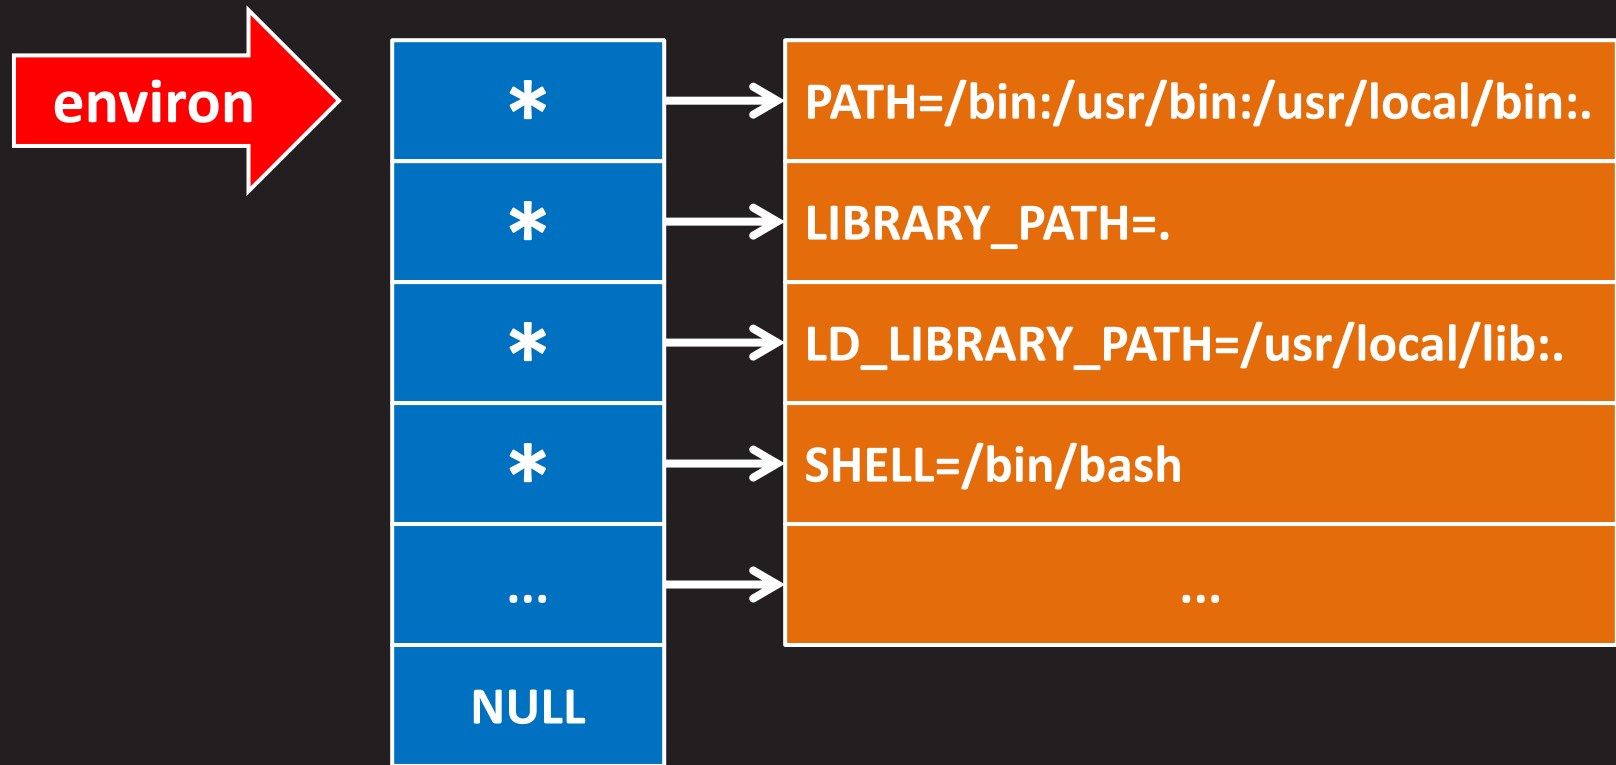 environ
* PATH=/bin:/usr/bin:/usr/local/bin:.
* LIBRARY_PATH=.
* LD_LIBRARY_PATH=/usr/local/lib:.
* SHELL=/bin/bash
... ...
NULL